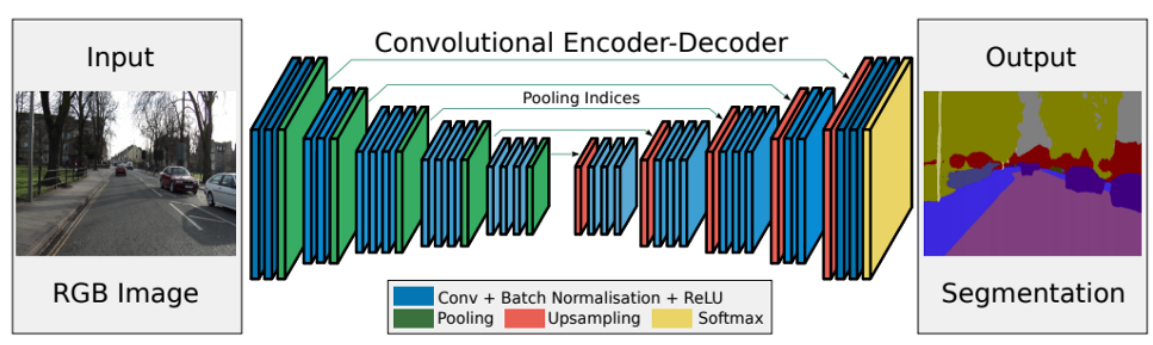 Input
RGB Image
Convolutional Encoder-Decoder
Pooling Indices
Conv + Batch Normalisation + ReLU
Pooling Upsampling Softmax
Output
Segmentation